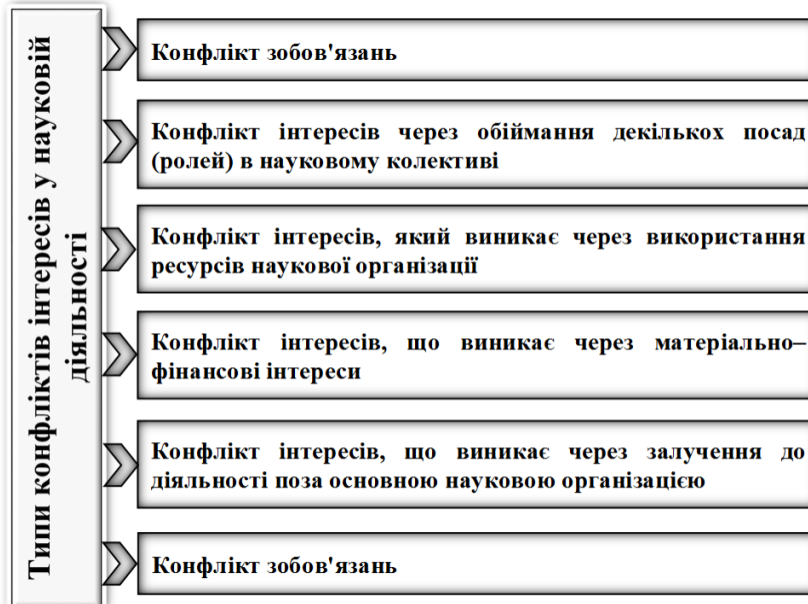 Типи конфліктів інтересів у науковій
діяльності
Конфлікт зобов'язань
Конфлікт інтересів через обіймання декількох посад
(ролей) в науковому колективі
Конфлікт інтересів, який виникає через використання
ресурсів наукової організації
Конфлікт інтересів, що виникає через матеріально–
фінансові інтереси
Конфлікт інтересів, що виникає через залучення до
діяльності поза основною науковою організацією
Конфлікт зобов'язань